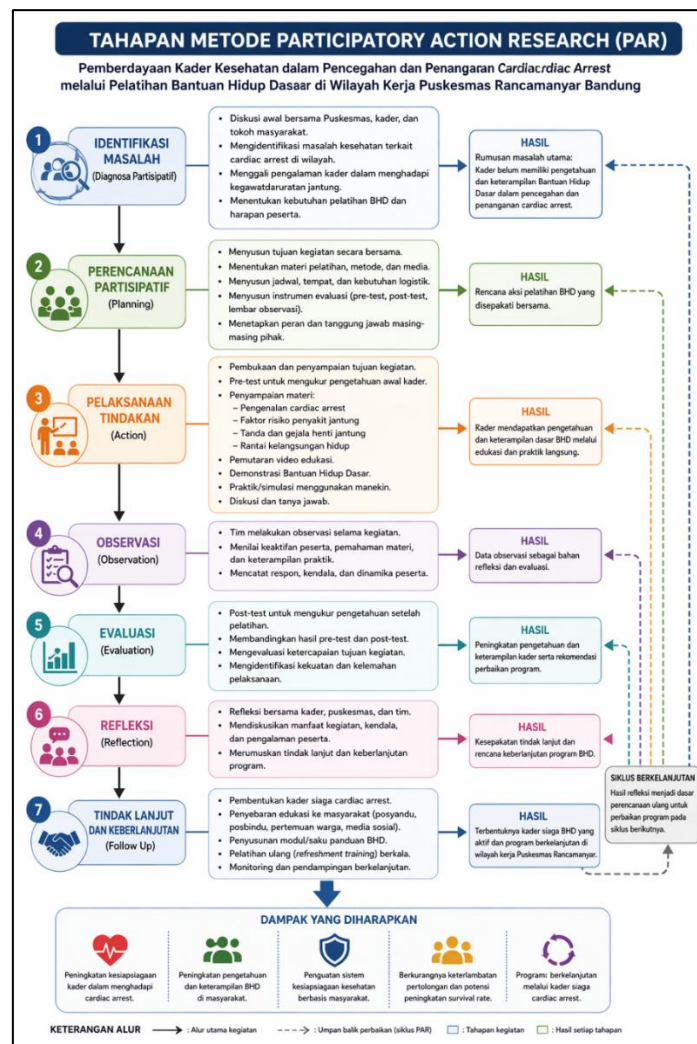 TAHAPAN METODE PARTICIPATORY ACTION RESEARCH (PAR)
Pemberdayaan Kader Kesehatan dalam Pencegahan dan Penanganan Cardiacrdiac Arrest
melalui Pelatihan Bantuan Hidup Dasaar di Wilayah Kerja Puskesmas Rancamanyar Bandung
1
IDENTIFIKASI
MASALAH
(Diagnosa Partisipatif)
• Diskusi awal bersama Puskesmas, kader, dan
tokoh masyarakat.
• Mengidentifikasi masalah kesehatan terkait
cardiac arrest di wilayah.
• Menggali pengalaman kader dalam menghadapi
kegawatdaruratan jantung.
• Menentukan kebutuhan pelatihan BHD dan
harapan peserta.
HASIL
Rumusan masalah utama:
Kader belum memiliki pengetahuan
dan keterampilan Bantuan Hidup
Dasar dalam pencegahan dan
penanganan cardiac arrest.
2
PERENCANAAN
PARTISIPATIF
(Planning)
• Menyusun tujuan kegiatan secara bersama.
• Menentukan materi pelatihan, metode, dan media.
• Menyusun jadwal, tempat, dan kebutuhan logistik.
• Menyusun instrumen evaluasi (pre-test, post-test,
lembar observasi).
• Menetapkan peran dan tanggung jawab masing-
masing pihak.
HASIL
Rencana aksi pelatihan BHD yang
disepakati bersama.
3
PELAKSANAAN
TINDAKAN
(Action)
• Pembukaan dan penyampaian tujuan kegiatan.
• Pre-test untuk mengukur pengetahuan awal kader.
• Penyampaian materi:
– Pengenalan cardiac arrest
– Faktor risiko penyakit jantung
– Tanda dan gejala henti jantung
– Rantai kelangsungan hidup
• Pemutaran video edukasi.
• Demonstrasi Bantuan Hidup Dasar.
• Praktik/simulasi menggunakan manekin.
• Diskusi dan tanya jawab.
HASIL
Kader mendapatkan pengetahuan
dan keterampilan dasar BHD melalui
edukasi dan praktik langsung.
4
OBSERVASI
(Observation)
• Tim melakukan observasi selama kegiatan.
• Menilai keaktifan peserta, pemahaman materi,
dan keterampilan praktik.
• Mencatat respon, kendala, dan dinamika peserta.
HASIL
Data observasi sebagai bahan
refleksi dan evaluasi.
5
EVALUASI
(Evaluation)
• Post-test untuk mengukur pengetahuan setelah
pelatihan.
• Membandingkan hasil pre-test dan post-test.
• Mengevaluasi ketercapaian tujuan kegiatan.
• Mengidentifikasi kekuatan dan kelemahan
pelaksanaan.
HASIL
Peningkatan pengetahuan dan
keterampilan kader serta rekomendasi
perbaikan program.
6
REFLEKSI
(Reflection)
• Refleksi bersama kader, puskesmas, dan tim.
• Mendiskusikan manfaat kegiatan, kendala,
dan pengalaman peserta.
• Merumuskan tindak lanjut dan keberlanjutan
program.
HASIL
Kesepakatan tindak lanjut dan
rencana keberlanjutan program BHD.
SIKLUS BERKELANJUTAN
Hasil refleksi menjadi dasar
perencanaan ulang untuk
perbaikan program pada
siklus berikutnya.
7
TINDAK LANJUT
DAN KEBERLANJUTAN
(Follow Up)
• Pembentukan kader siaga cardiac arrest.
• Penyebaran edukasi ke masyarakat (posyandu,
posbindu, pertemuan warga, media sosial).
• Penyusunan modul/saku panduan BHD.
• Pelatihan ulang (refreshment training) berkala.
• Monitoring dan pendampingan berkelanjutan.
HASIL
Terbentuknya kader siaga BHD yang
aktif dan program berkelanjutan di
wilayah kerja Puskesmas Rancamanyar.
DAMPAK YANG DIHARAPKAN
Peningkatan kesiapsiagaan
kader dalam menghadapi
cardiac arrest.
Peningkatan pengetahuan
dan keterampilan BHD
di masyarakat.
Penguatan sistem
kesiapsiagaan kesehatan
berbasis masyarakat.
Berkurangnya keterlambatan
pertolongan dan potensi
peningkatan survival rate.
Program: berkelanjutan
melalui kader siaga
cardiac arrest.
KETERANGAN ALUR : Alur utama kegiatan : Umpan balik perbaikan (siklus PAR) : Tahapan kegiatan : Hasil setiap tahapan